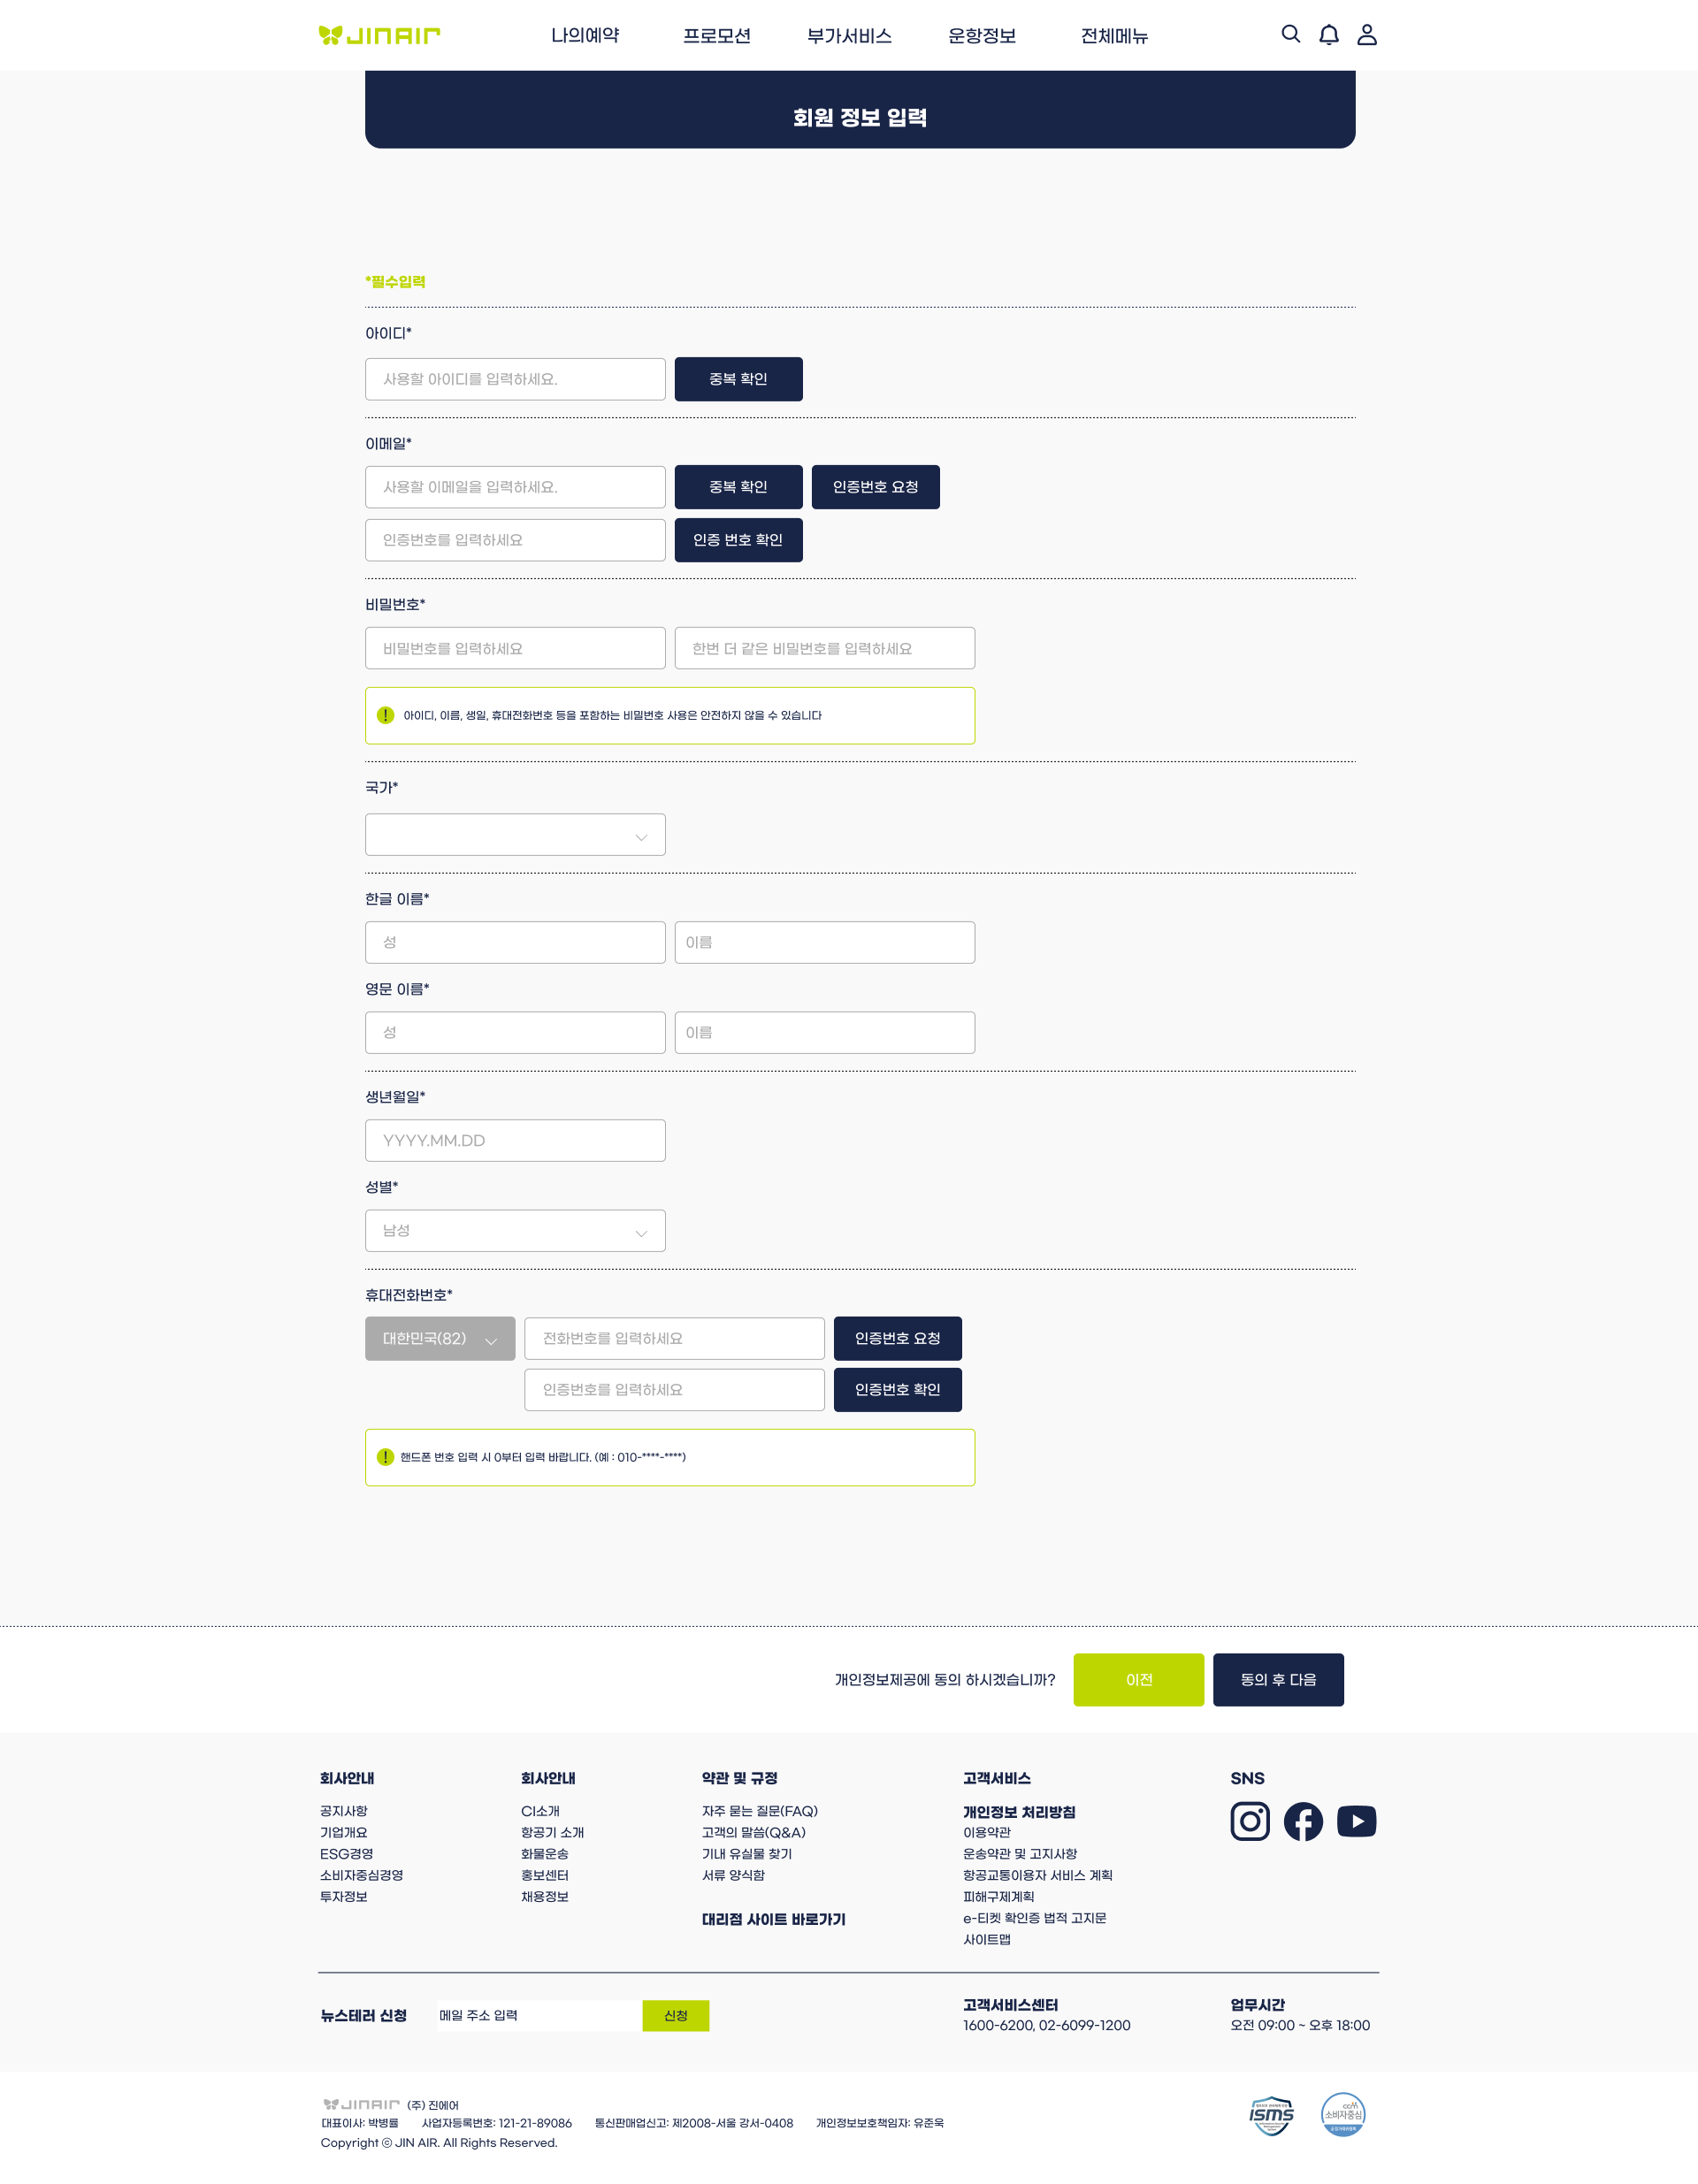 JINAIR
나의예약
프로모션
부가서비스
운항정보
전체메뉴
회원 정보 입력
*필수입력
아이디*
사용할 아이디를 입력하세요.
중복 확인
이메일*
사용할 이메일을 입력하세요.
중복 확인
인증번호 요청
인증번호를 입력하세요
인증 번호 확인
비밀번호*
비밀번호를 입력하세요
한번 더 같은 비밀번호를 입력하세요
! 아이디, 이름, 생일, 휴대전화번호 등을 포함하는 비밀번호 사용은 안전하지 않을 수 있습니다
국가*
한글 이름*
성
이름
영문 이름*
성
이름
생년월일*
YYYY.MM.DD
성별*
남성
휴대전화번호*
대한민국(82)
전화번호를 입력하세요
인증번호 요청
인증번호를 입력하세요
인증번호 확인
! 핸드폰 번호 입력 시 0부터 입력 바랍니다. (예 : 010-****-****)
개인정보제공에 동의 하시겠습니까?
이전
동의 후 다음
회사안내
공지사항
기업개요
ESG경영
소비자중심경영
투자정보
회사안내
CI소개
항공기 소개
화물운송
홍보센터
채용정보
약관 및 규정
자주 묻는 질문(FAQ)
고객의 말씀(Q&A)
기내 유실물 찾기
서류 양식함
대리점 사이트 바로가기
고객서비스
개인정보 처리방침
이용약관
운송약관 및 고지사항
항공교통이용자 서비스 계획
피해구제계획
e-티켓 확인증 법적 고지문
사이트맵
SNS
뉴스테러 신청
메일 주소 입력
신청
고객서비스센터
1600-6200, 02-6099-1200
업무시간
오전 09:00 ~ 오후 18:00
JINAIR (주) 진에어
대표이사: 박병률 사업자등록번호: 121-21-89086 통신판매업신고: 제2008-서울 강서-0408 개인정보보호책임자: 유준욱
Copyright ⓒ JIN AIR. All Rights Reserved.
isms
ccm
소비자중심